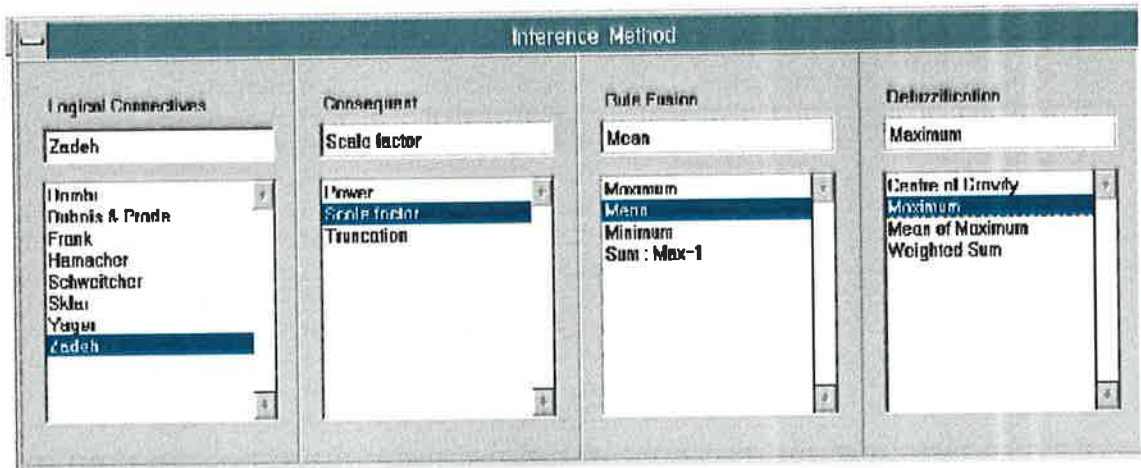 Inference Method
Logical Connectives
Zadeh
Dombi
Dubois & Prade
Frank
Hamacher
Schweitcher
Sklar
Yager
Zadeh
Consequent
Scale factor
Power
Scale factor
Truncation
Rule Fusion
Mean
Maximum
Mean
Minimum
Sum : Max-1
Defuzzification
Maximum
Centre of Gravity
Maximum
Mean of Maximum
Weighted Sum